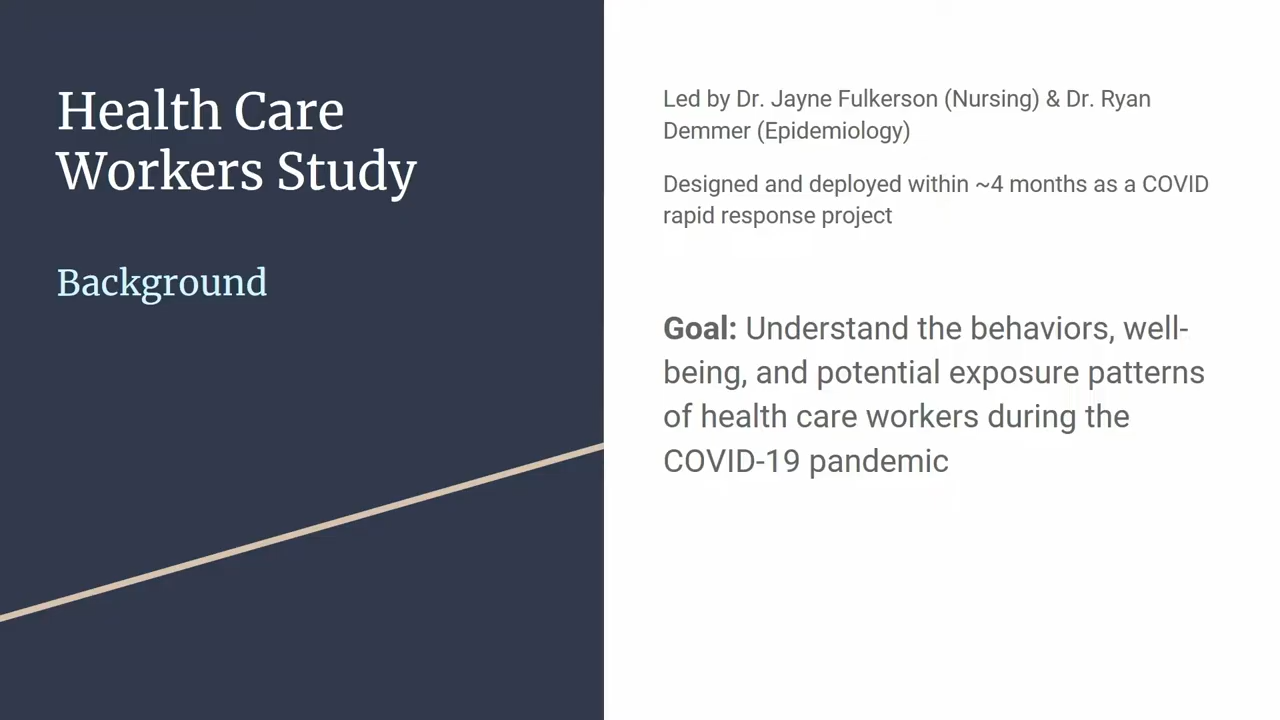 Health Care
Workers Study
Background
Led by Dr. Jayne Fulkerson (Nursing) & Dr. Ryan
Demmer (Epidemiology)
Designed and deployed within ~4 months as a COVID
rapid response project
Goal: Understand the behaviors, well-
being, and potential exposure patterns
of health care workers during the
COVID-19 pandemic